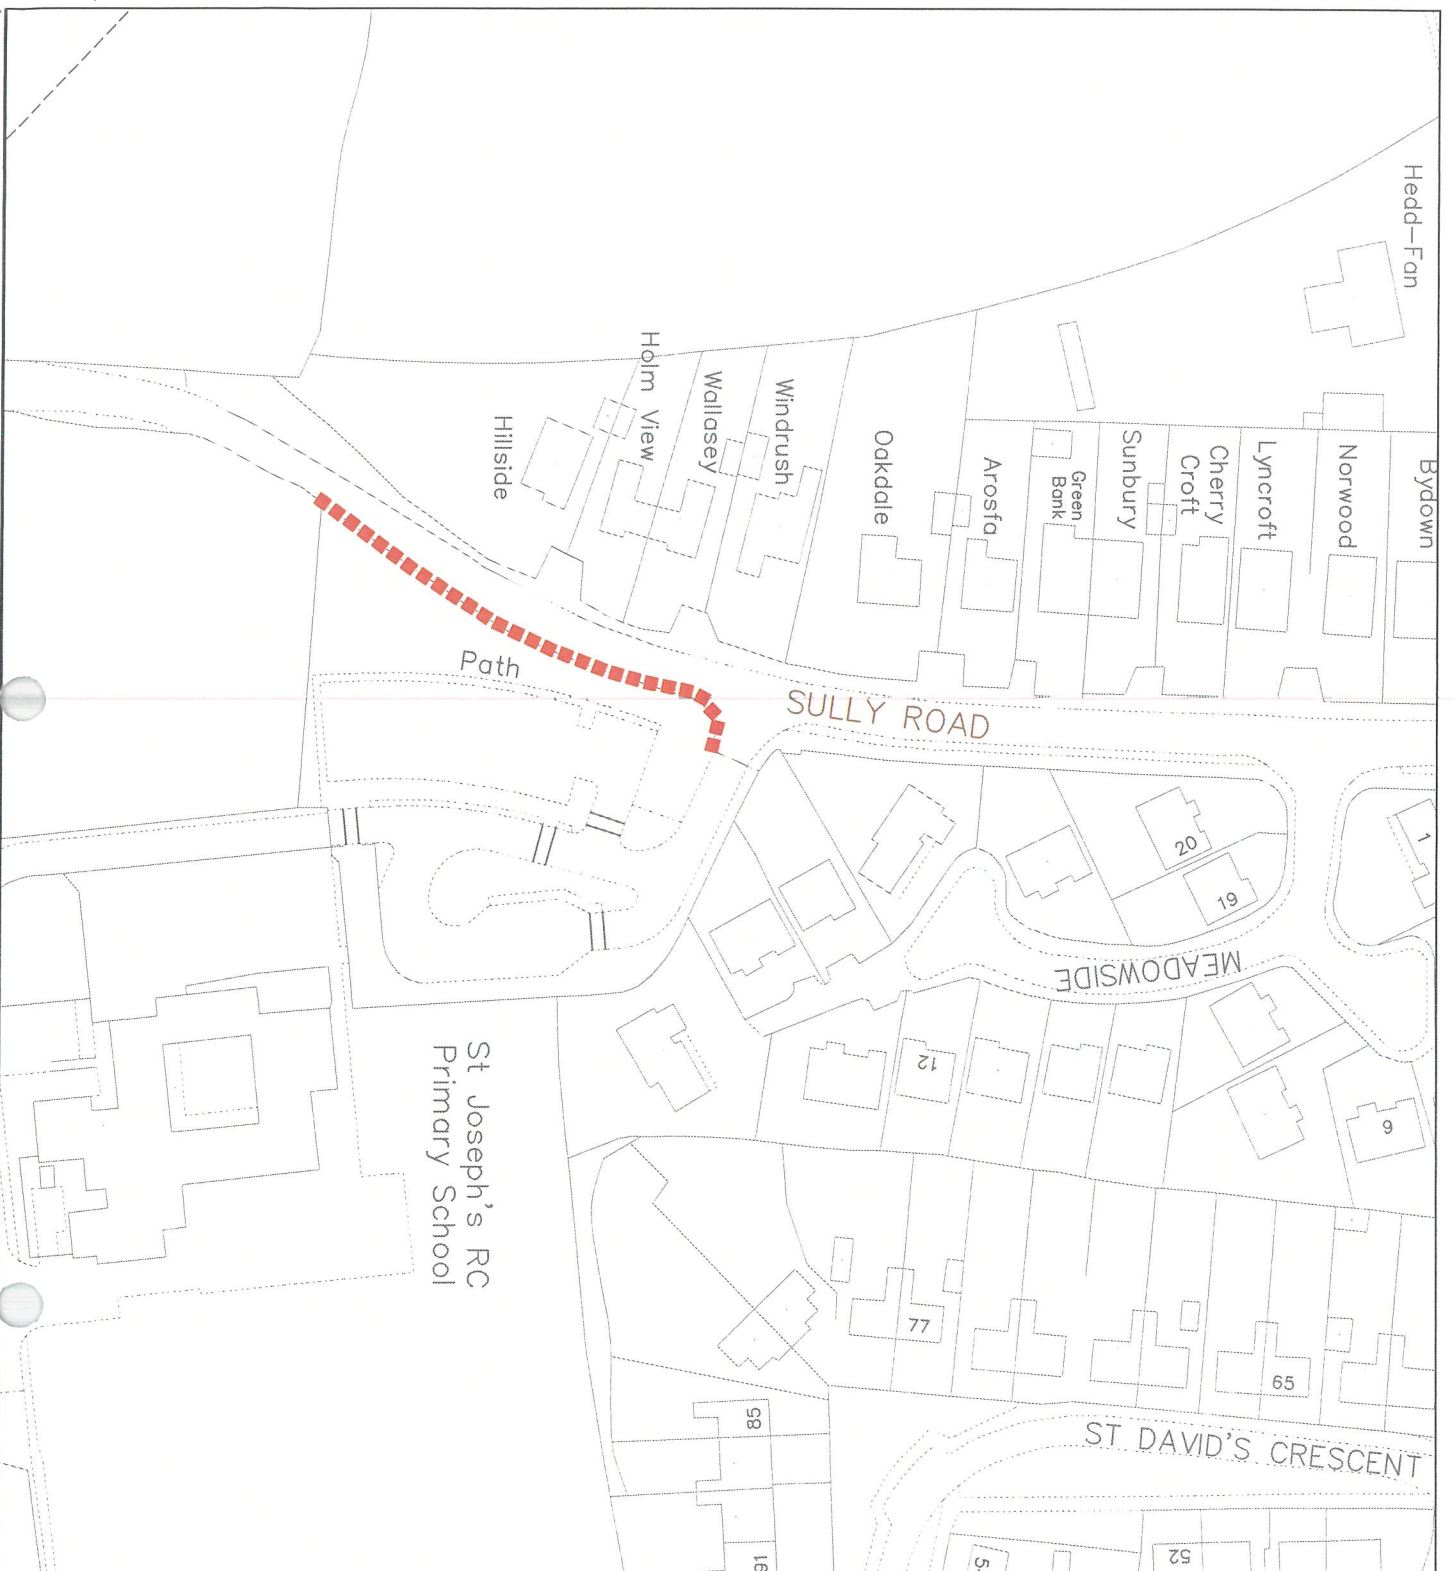 Hedd-Fan
Bydown
Norwood
Lyncroft
Cherry
Croft
Sunbury
Green
Bank
Arosfa
Oakdale
Windrush
Wallasey
Holm View
Hillside
Path
SULLY ROAD
1
20
19
MEADOWSIDE
12
9
St Joseph's RC
Primary School
77
65
85
ST DAVID'S CRESCENT
52